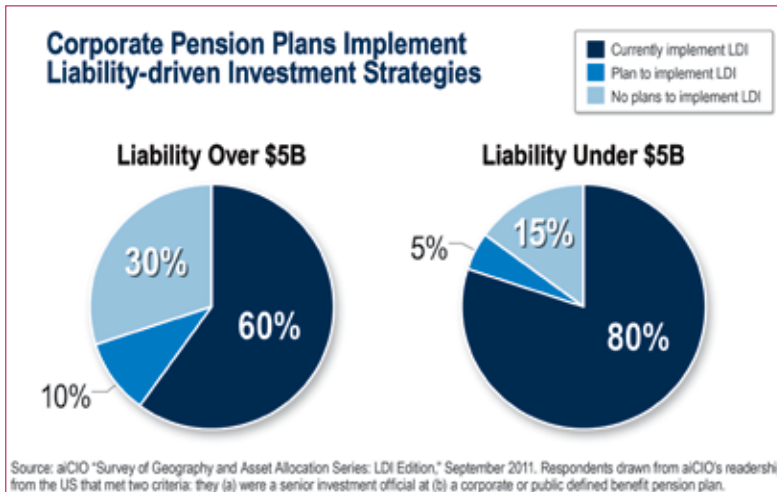 Corporate Pension Plans Implement
Liability-driven Investment Strategies
Currently implement LDI
Plan to implement LDI
No plans to implement LDI
Liability Over $5B
Liability Under $5B
30%
60%
10%
5%
15%
80%
Source: aiCIO “Survey of Geography and Asset Allocation Series: LDI Edition,” September 2011. Respondents drawn from aiCIO's
from the US that met two criteria: they (a) were a senior investment official at (b) a corporate or public defined benefit pension plan.